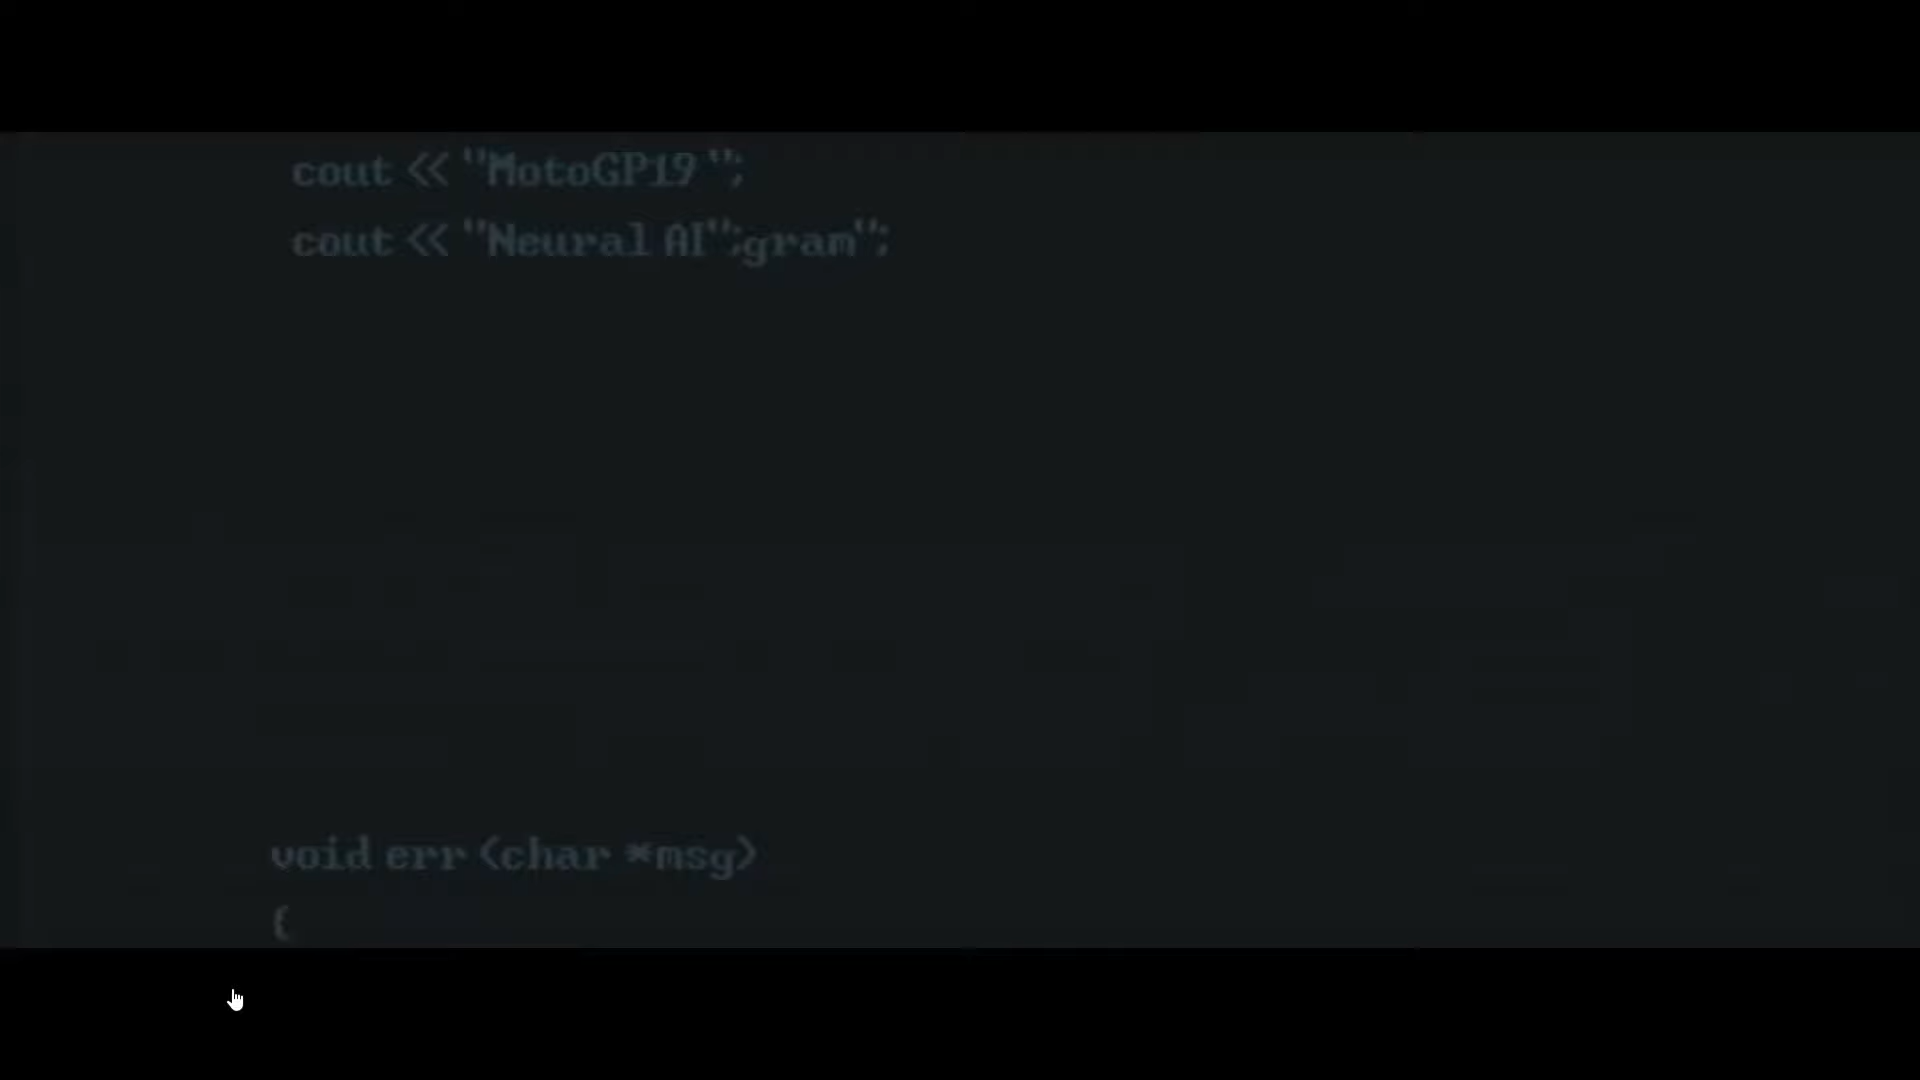 cout << "MotoGP19 ";
cout << "Neural AI";gram";
void err (char *msg)
{